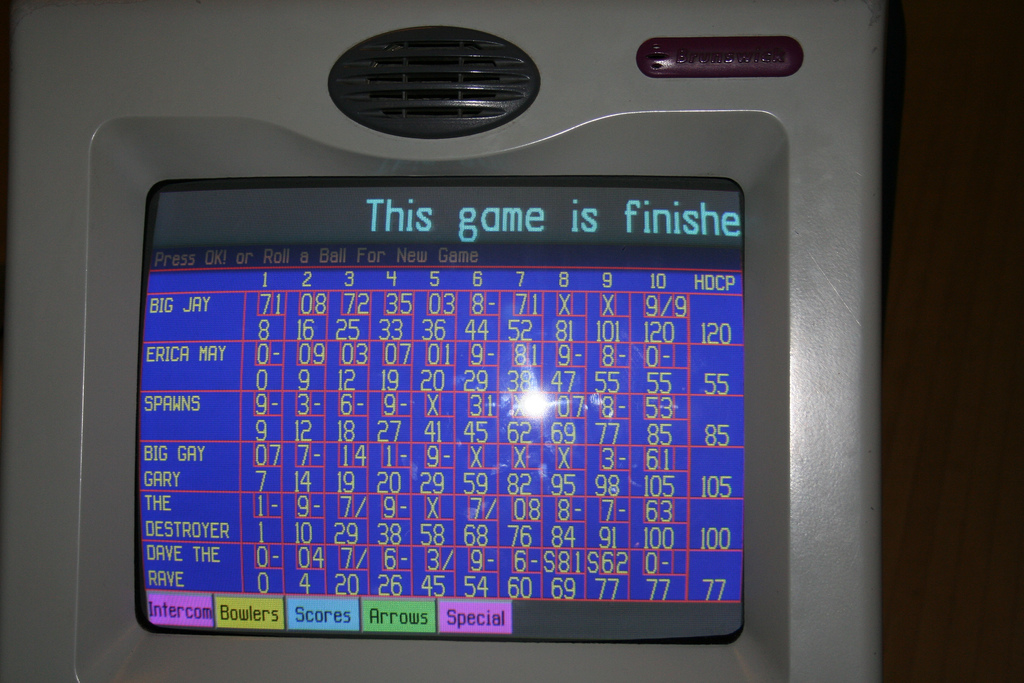 Brunswick
This game is finishe
Press OK! or Roll a Ball For New Game
1 2 3 4 5 6 7 8 9 10 HDCP
BIG JAY 71 08 72 35 03 8- 71 X X 9/9
8 16 25 33 36 44 52 81 101 120 120
ERICA MAY 0- 09 03 07 01 9- 81 9- 8- 0-
0 9 12 19 20 29 38 47 55 55 55
SPAWNS 9- 3- 6- 9- X 31 X 07 8- 53
9 12 18 27 41 45 62 69 77 85 85
BIG GAY 07 7- 14 1- 9- X X X 3- 61
GARY 7 14 19 20 29 59 82 95 98 105 105
THE 1- 9- 7/ 9- X 7/ 08 8- 7- 63
DESTROYER 1 10 29 38 58 68 76 84 91 100 100
DAVE THE 0- 04 7/ 6- 3/ 9- 6- S81 S62 0-
RAVE 0 4 20 26 45 54 60 69 77 77 77
Intercom Bowlers Scores Arrows Special